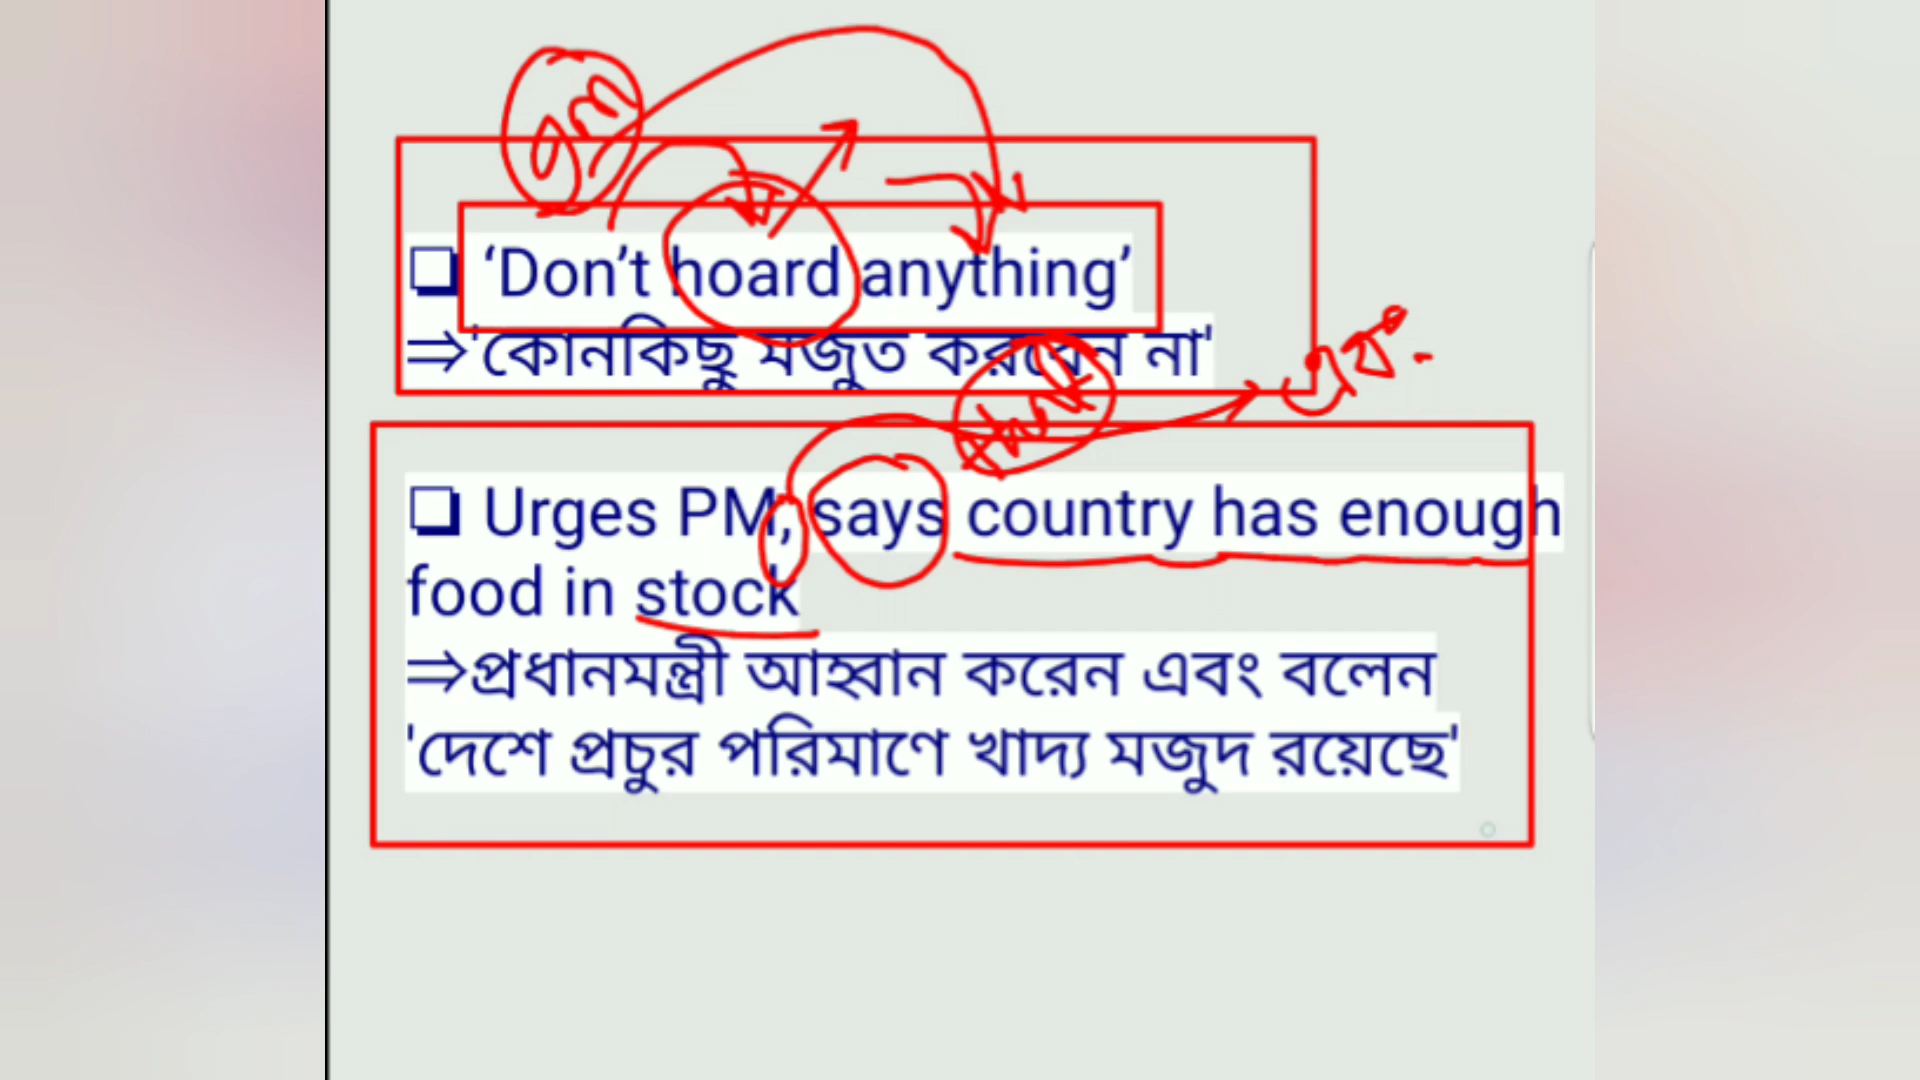 ❑ ‘Don’t hoard anything’
⇒'কোনকিছু মজুত করবেন না'
এবং
❑ Urges PM, says country has enough
food in stock
⇒প্রধানমন্ত্রী আহ্বান করেন এবং বলেন
'দেশে প্রচুর পরিমাণে খাদ্য মজুদ রয়েছে'